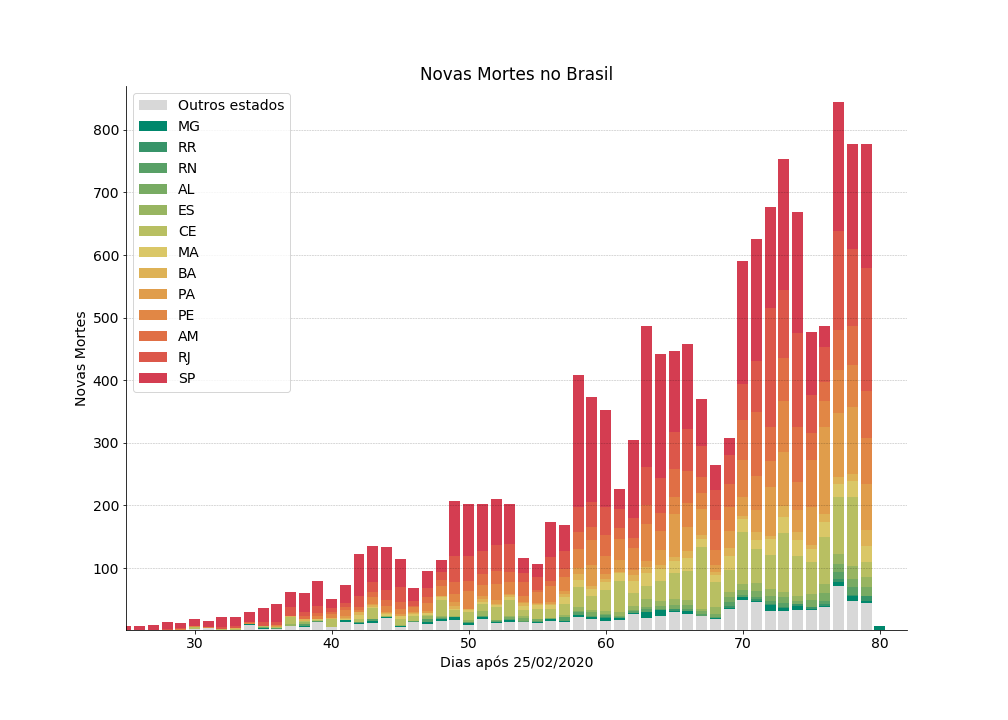 Novas Mortes no Brasil
Outros estados
MG
RR
RN
AL
ES
CE
MA
BA
PA
PE
AM
RJ
SP
800
700
600
500
400
300
200
100
Novas Mortes
30
40
50
60
70
80
Dias após 25/02/2020